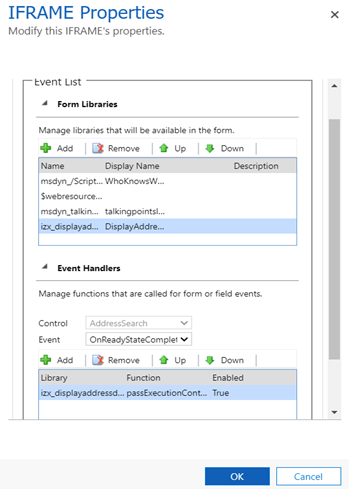 IFRAME Properties
Modify this IFRAME's properties.
Event List
Form Libraries
Manage libraries that will be available in the form.
Add Remove Up Down
Name Display Name Description
msdyn_/Script... WhoKnowsW...
$webresource...
msdyn_talkin... talkingpointsl...
izx_displayad... DisplayAddre...
Event Handlers
Manage functions that are called for form or field events.
Control AddressSearch
Event OnReadyStateComplet
Add Remove Up Down
Library Function Enabled
izx_displayaddressd... passExecutionCont... True
OK Cancel